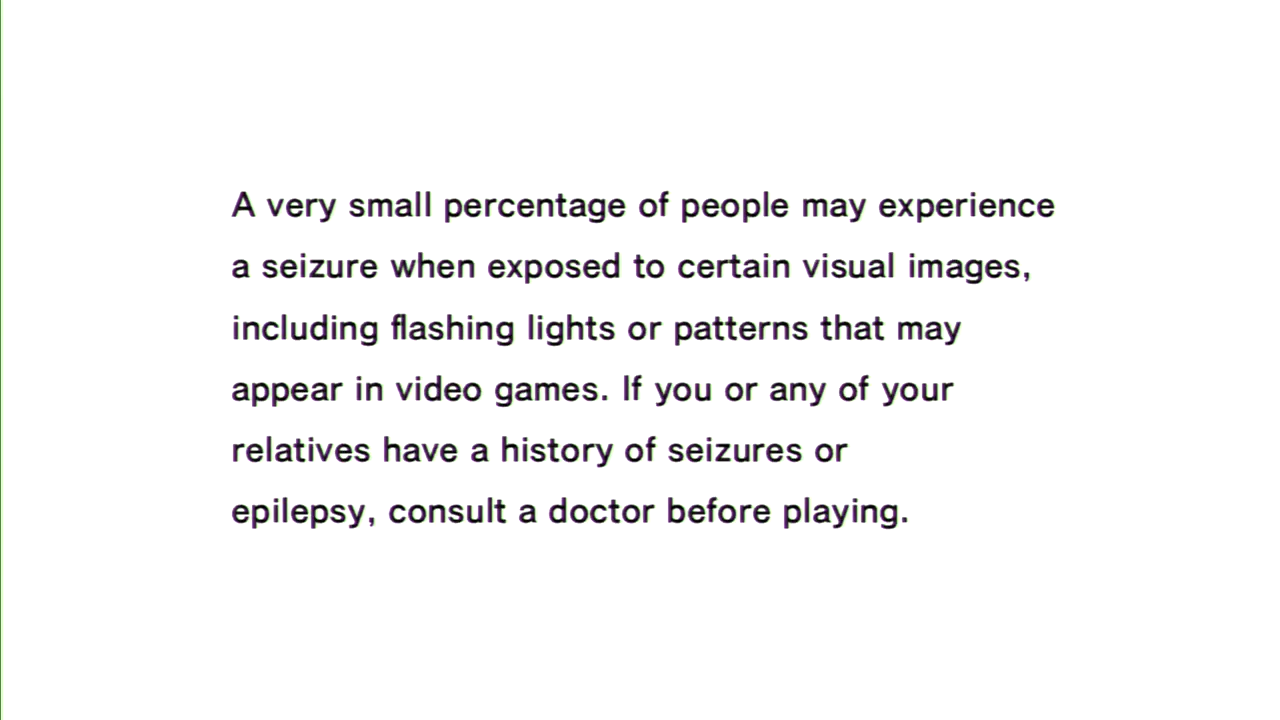 A very small percentage of people may experience
a seizure when exposed to certain visual images,
including flashing lights or patterns that may
appear in video games. If you or any of your
relatives have a history of seizures or
epilepsy, consult a doctor before playing.